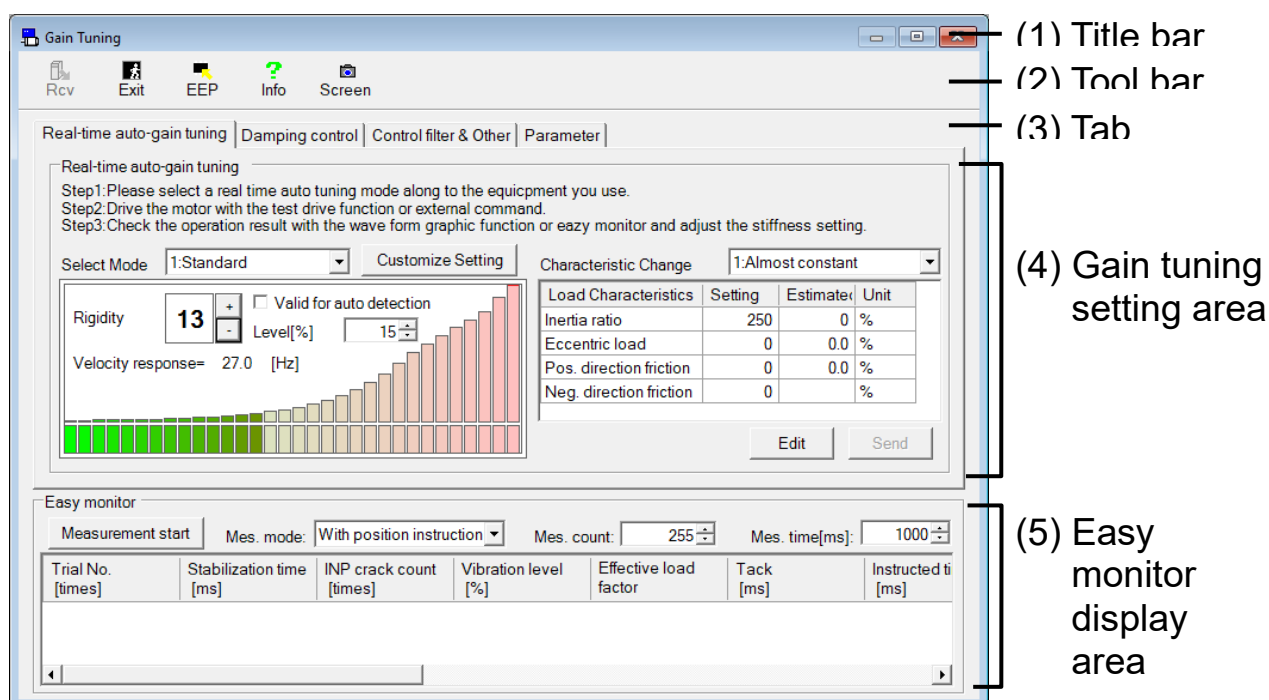 Gain Tuning
(1) Title bar
Rcv Exit EEP Info Screen
(2) Tool bar
Real-time auto-gain tuning Damping control Control filter & Other Parameter
(3) Tab
Real-time auto-gain tuning
Step1:Please select a real time auto tuning mode along to the equicpment you use.
Step2:Drive the motor with the test drive function or external command.
Step3:Check the operation result with the wave form graphic function or eazy monitor and adjust the stiffness setting.
Select Mode 1:Standard Customize Setting Characteristic Change 1:Almost constant
(4) Gain tuning
setting area
Rigidity 13 + - Valid for auto detection
Level[%] 15
Velocity response= 27.0 [Hz]
Load Characteristics Setting Estimated Unit
Inertia ratio 250 0 %
Eccentric load 0 0.0 %
Pos. direction friction 0 0.0 %
Neg. direction friction 0 %
Edit Send
Easy monitor
Measurement start Mes. mode: With position instruction Mes. count: 255 Mes. time[ms]: 1000
(5) Easy
monitor
display
area
Trial No. Stabilization time INP crack count Vibration level Effective load Tack Instructed ti
[times] [ms] [times] [%] factor [ms] [ms]